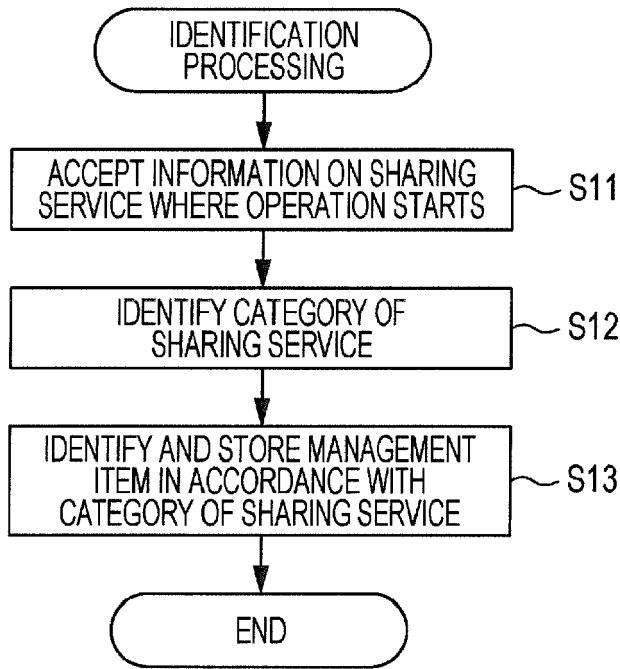 IDENTIFICATION
PROCESSING
ACCEPT INFORMATION ON SHARING
SERVICE WHERE OPERATION STARTS
S11
IDENTIFY CATEGORY OF
SHARING SERVICE
S12
IDENTIFY AND STORE MANAGEMENT
ITEM IN ACCORDANCE WITH
CATEGORY OF SHARING SERVICE
S13
END